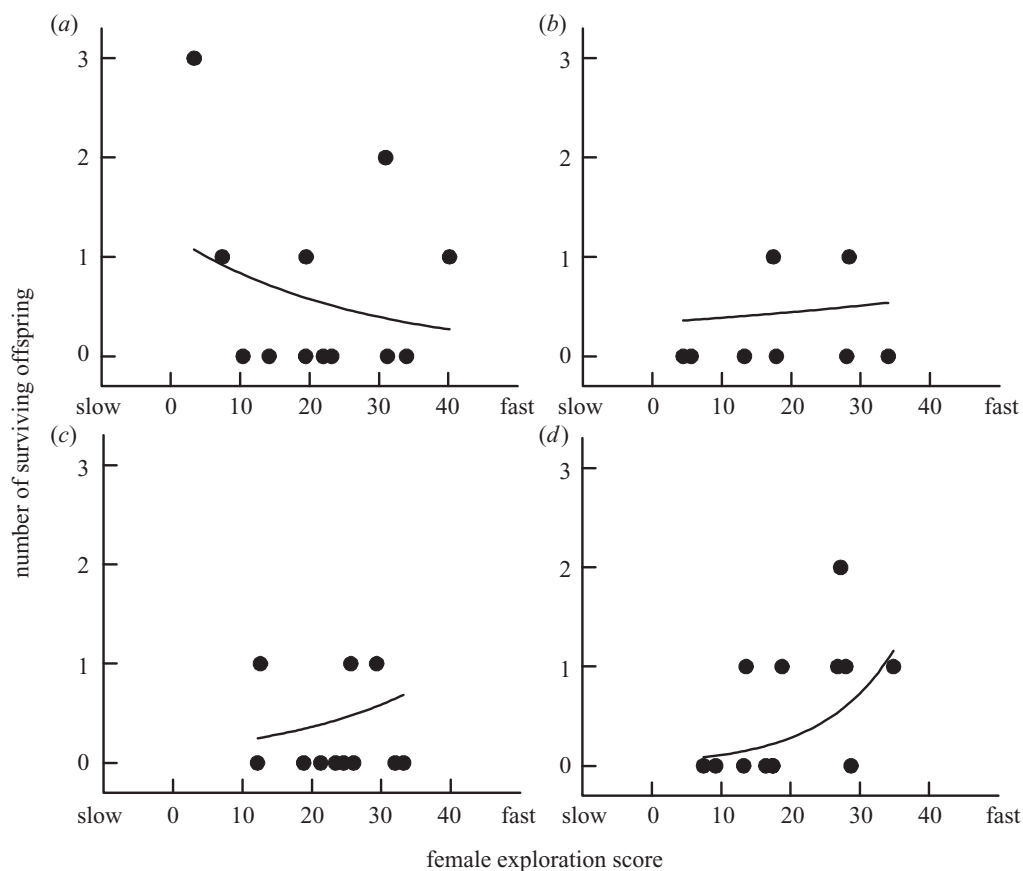 (a) (b)
3 3
2 2
1 1
0 0
slow 0 10 20 30 40 fast slow 0 10 20 30 40 fast
(c) (d)
3 3
2 2
1 1
0 0
slow 0 10 20 30 40 fast slow 0 10 20 30 40 fast
number of surviving offspring
female exploration score